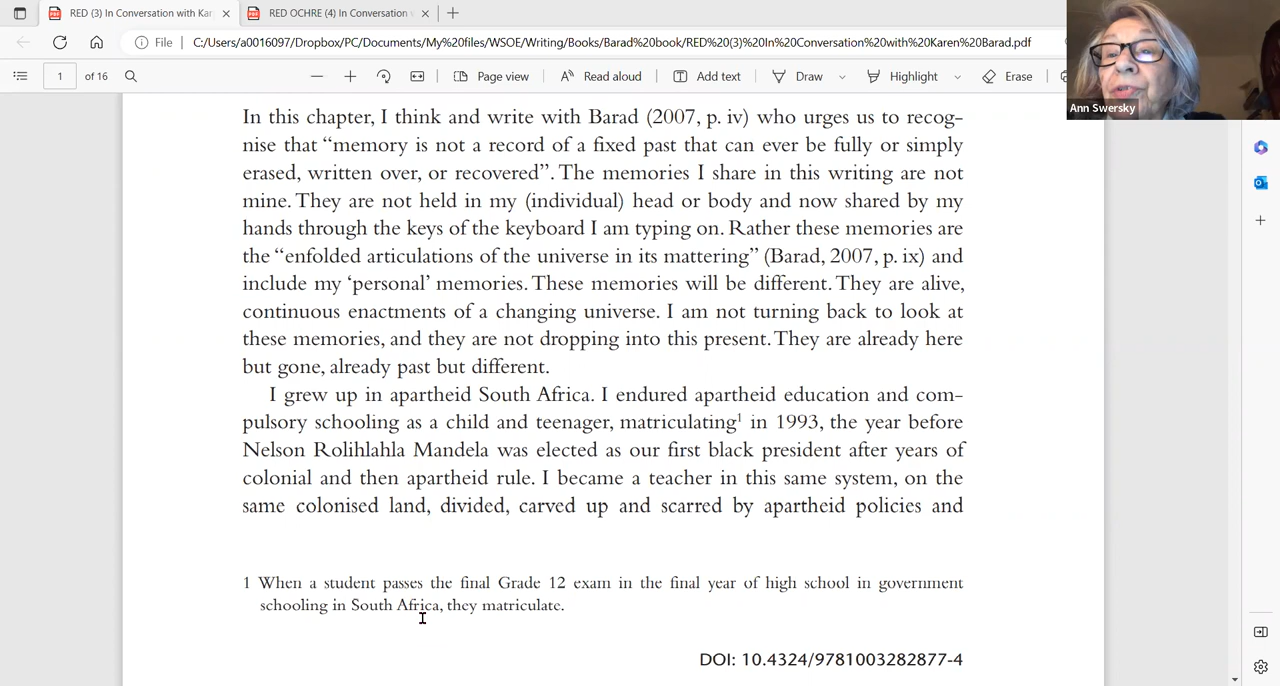 RED (3) In Conversation with Kar
RED OCHRE (4) In Conversation
File
C:/Users/a0016097/Dropbox/PC/Documents/My%20files/WSOE/Writing/Books/Barad%20book/RED%20(3)%20In%20Conversation%20with%20Karen%20Barad.pdf
1 of 16
Page view
Read aloud
Add text
Draw
Highlight
Erase
Ann Swersky
In this chapter, I think and write with Barad (2007, p. iv) who urges us to recog-
nise that “memory is not a record of a fixed past that can ever be fully or simply
erased, written over, or recovered”. The memories I share in this writing are not
mine. They are not held in my (individual) head or body and now shared by my
hands through the keys of the keyboard I am typing on. Rather these memories are
the “enfolded articulations of the universe in its mattering” (Barad, 2007, p. ix) and
include my ‘personal’ memories. These memories will be different. They are alive,
continuous enactments of a changing universe. I am not turning back to look at
these memories, and they are not dropping into this present. They are already here
but gone, already past but different.
I grew up in apartheid South Africa. I endured apartheid education and com-
pulsory schooling as a child and teenager, matriculating1 in 1993, the year before
Nelson Rolihlahla Mandela was elected as our first black president after years of
colonial and then apartheid rule. I became a teacher in this same system, on the
same colonised land, divided, carved up and scarred by apartheid policies and
1 When a student passes the final Grade 12 exam in the final year of high school in government
schooling in South Africa, they matriculate.
DOI: 10.4324/9781003282877-4